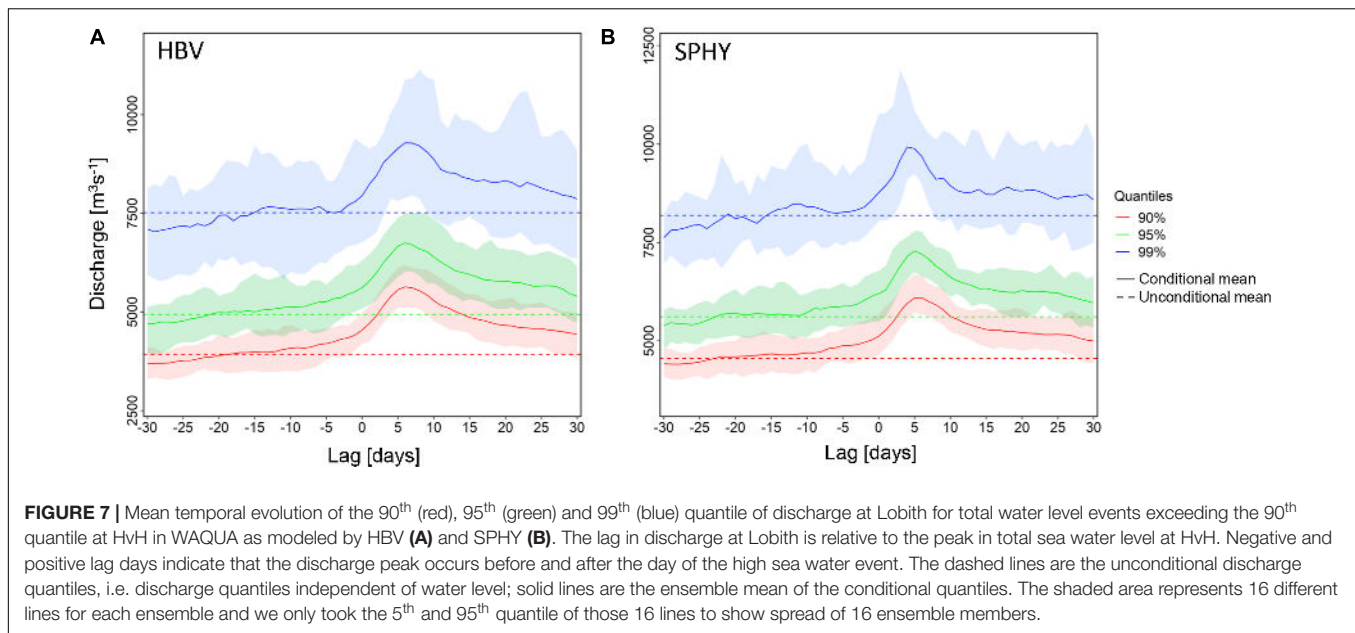 A
HBV
Discharge [m³s⁻¹]
10000
7500
5000
2500
-30 -25 -20 -15 -10 -5 0 5 10 15 20 25 30
Lag [days]
B
SPHY
12500
10000
7500
5000
-30 -25 -20 -15 -10 -5 0 5 10 15 20 25 30
Lag [days]
Quantiles
90%
95%
99%
Conditional mean
Unconditional mean
FIGURE 7 | Mean temporal evolution of the 90th (red), 95th (green) and 99th (blue) quantile of discharge at Lobith for total water level events exceeding the 90th
quantile at HvH in WAQUA as modeled by HBV (A) and SPHY (B). The lag in discharge at Lobith is relative to the peak in total sea water level at HvH. Negative and
positive lag days indicate that the discharge peak occurs before and after the day of the high sea water event. The dashed lines are the unconditional discharge
quantiles, i.e. discharge quantiles independent of water level; solid lines are the ensemble mean of the conditional quantiles. The shaded area represents 16 different
lines for each ensemble and we only took the 5th and 95th quantile of those 16 lines to show spread of 16 ensemble members.